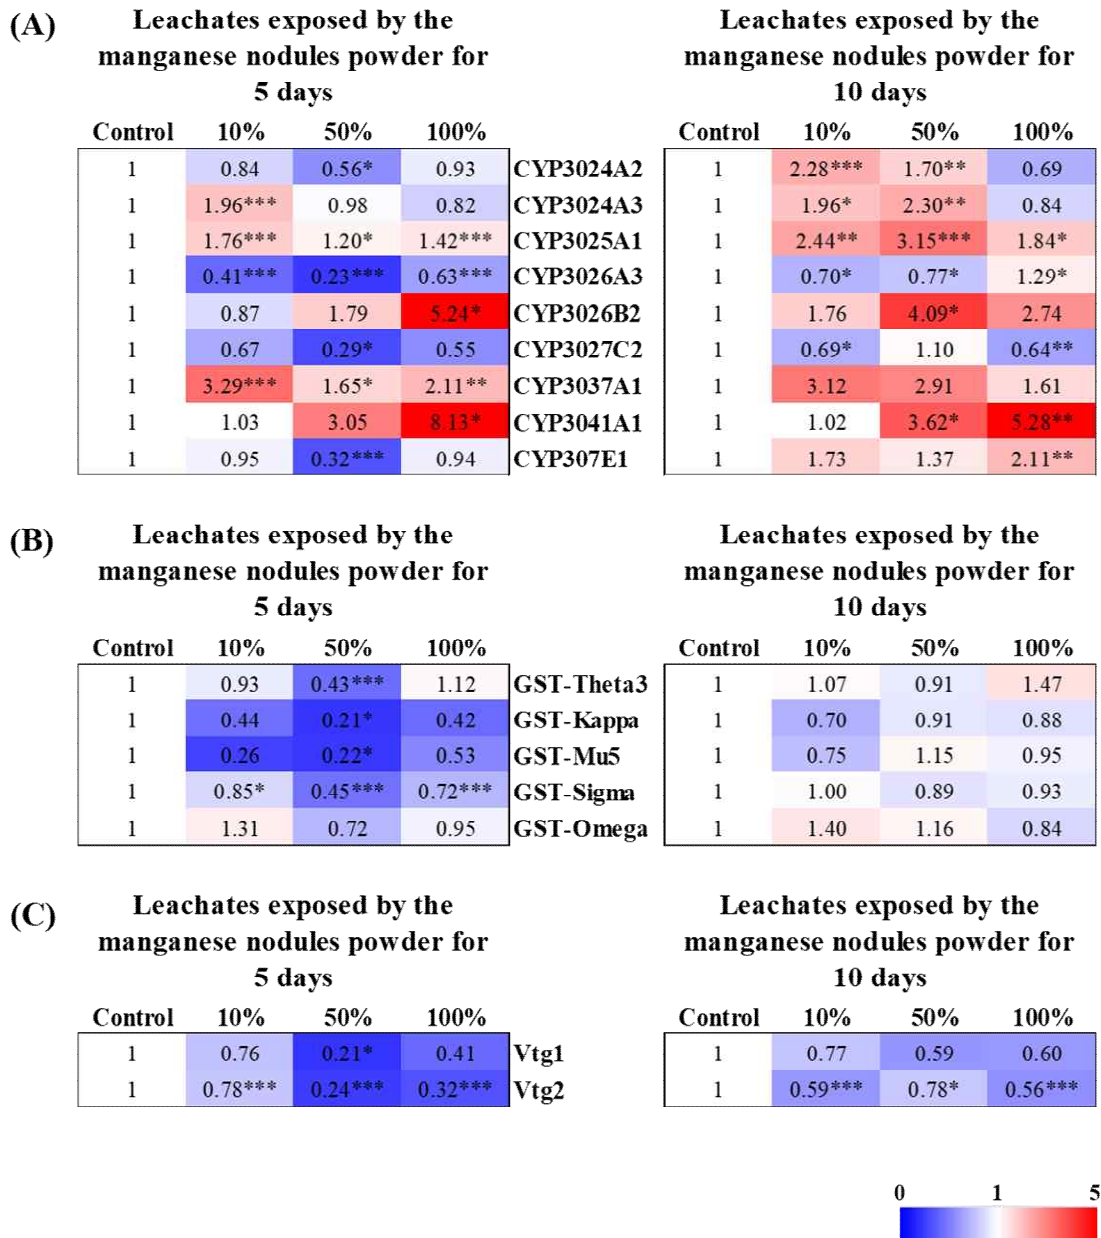 (A)
Leachates exposed by the manganese nodules powder for 5 days
Leachates exposed by the manganese nodules powder for 10 days
Control 10% 50% 100% Control 10% 50% 100%
1 0.84 0.56* 0.93 CYP3024A2 1 2.28*** 1.70** 0.69
1 1.96*** 0.98 0.82 CYP3024A3 1 1.96* 2.30** 0.84
1 1.76*** 1.20* 1.42*** CYP3025A1 1 2.44** 3.15*** 1.84*
1 0.41*** 0.23*** 0.63*** CYP3026A3 1 0.70* 0.77* 1.29*
1 0.87 1.79 5.24* CYP3026B2 1 1.76 4.09* 2.74
1 0.67 0.29* 0.55 CYP3027C2 1 0.69* 1.10 0.64**
1 3.29*** 1.65* 2.11** CYP3037A1 1 3.12 2.91 1.61
1 1.03 3.05 8.13* CYP3041A1 1 1.02 3.62* 5.28**
1 0.95 0.32*** 0.94 CYP307E1 1 1.73 1.37 2.11**
(B)
Leachates exposed by the manganese nodules powder for 5 days
Leachates exposed by the manganese nodules powder for 10 days
Control 10% 50% 100% Control 10% 50% 100%
1 0.93 0.43*** 1.12 GST-Theta3 1 1.07 0.91 1.47
1 0.44 0.21* 0.42 GST-Kappa 1 0.70 0.91 0.88
1 0.26 0.22* 0.53 GST-Mu5 1 0.75 1.15 0.95
1 0.85* 0.45*** 0.72*** GST-Sigma 1 1.00 0.89 0.93
1 1.31 0.72 0.95 GST-Omega 1 1.40 1.16 0.84
(C)
Leachates exposed by the manganese nodules powder for 5 days
Leachates exposed by the manganese nodules powder for 10 days
Control 10% 50% 100% Control 10% 50% 100%
1 0.76 0.21* 0.41 Vtg1 1 0.77 0.59 0.60
1 0.78*** 0.24*** 0.32*** Vtg2 1 0.59*** 0.78* 0.56***
0 1 5